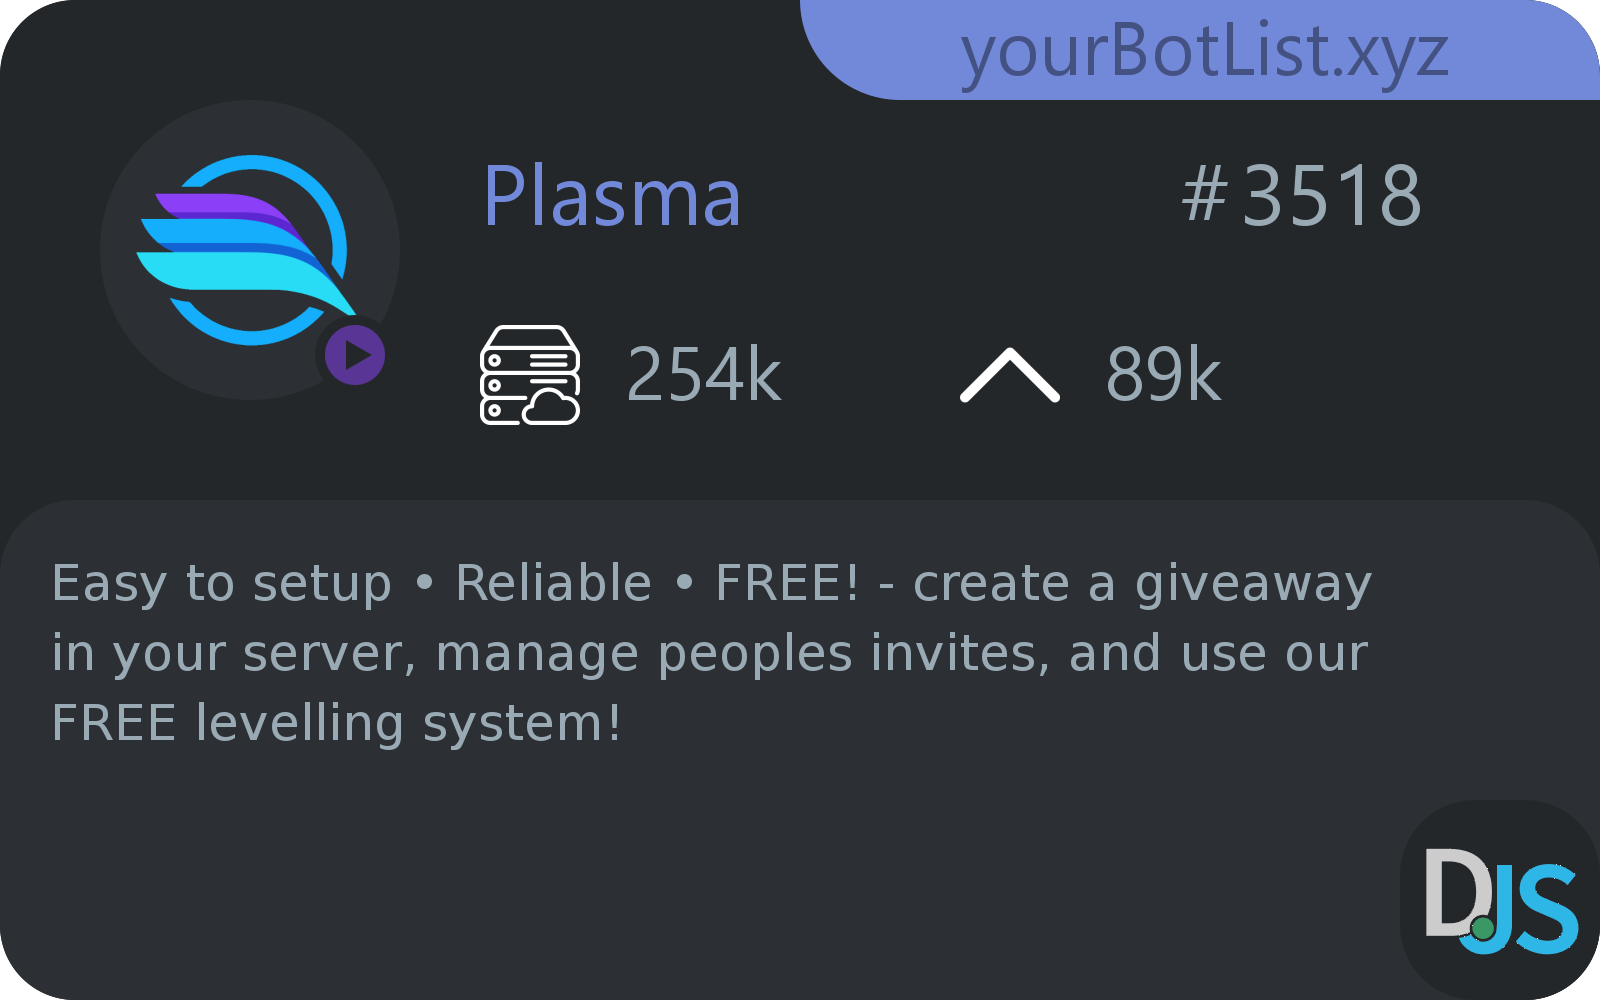 yourBotList.xyz
Plasma
#3518
254k
89k
Easy to setup • Reliable • FREE! - create a giveaway
in your server, manage peoples invites, and use our
FREE levelling system!
DJS